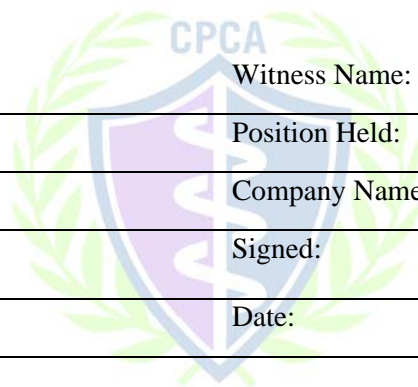 CPCA
Witness Name:
Position Held:
Company Name
Signed:
Date: